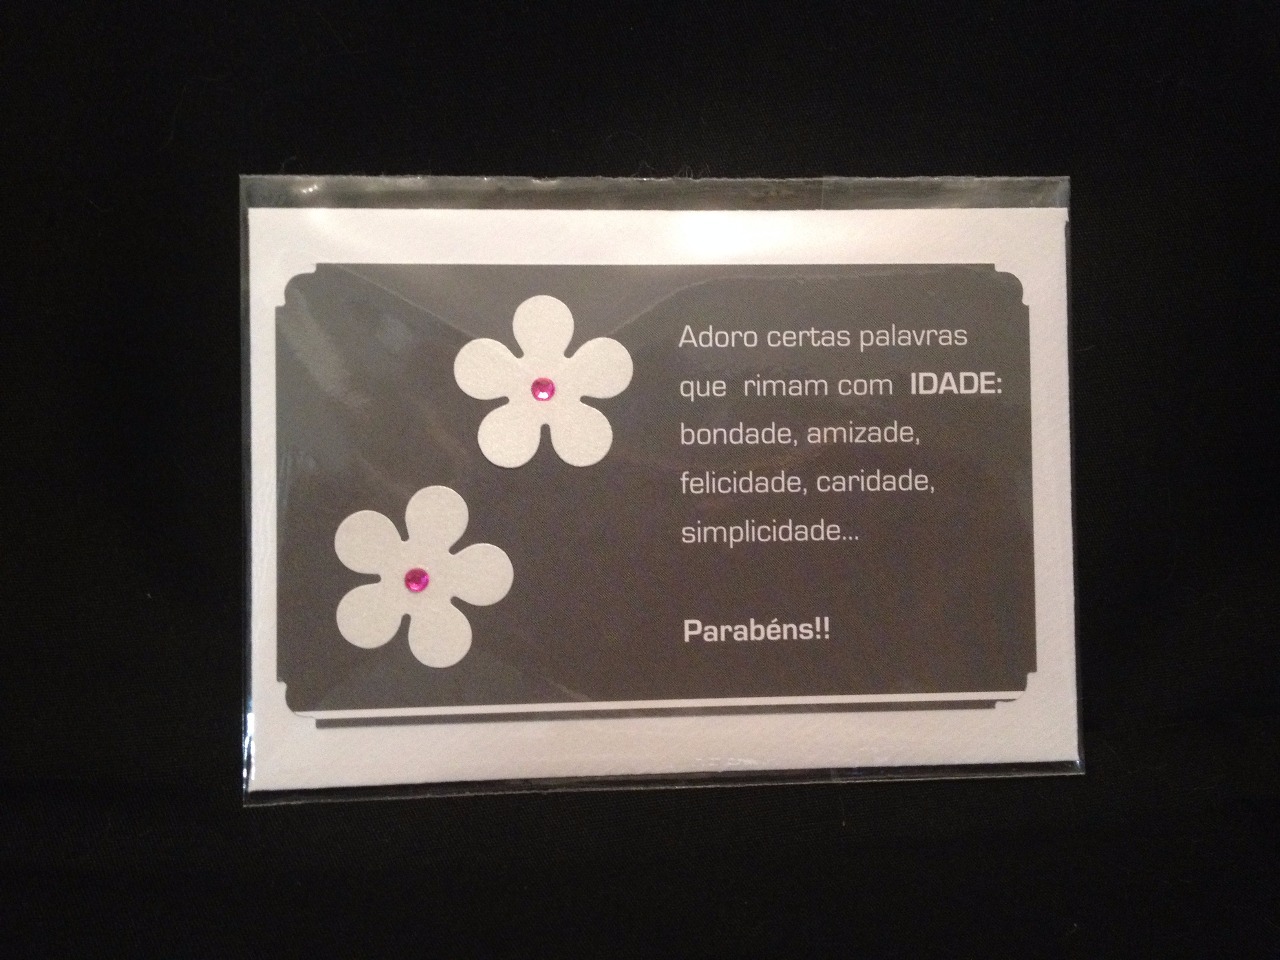 Adoro certas palavras
que rimam com IDADE:
bondade, amizade,
felicidade, caridade,
simplicidade...
Parabéns!!